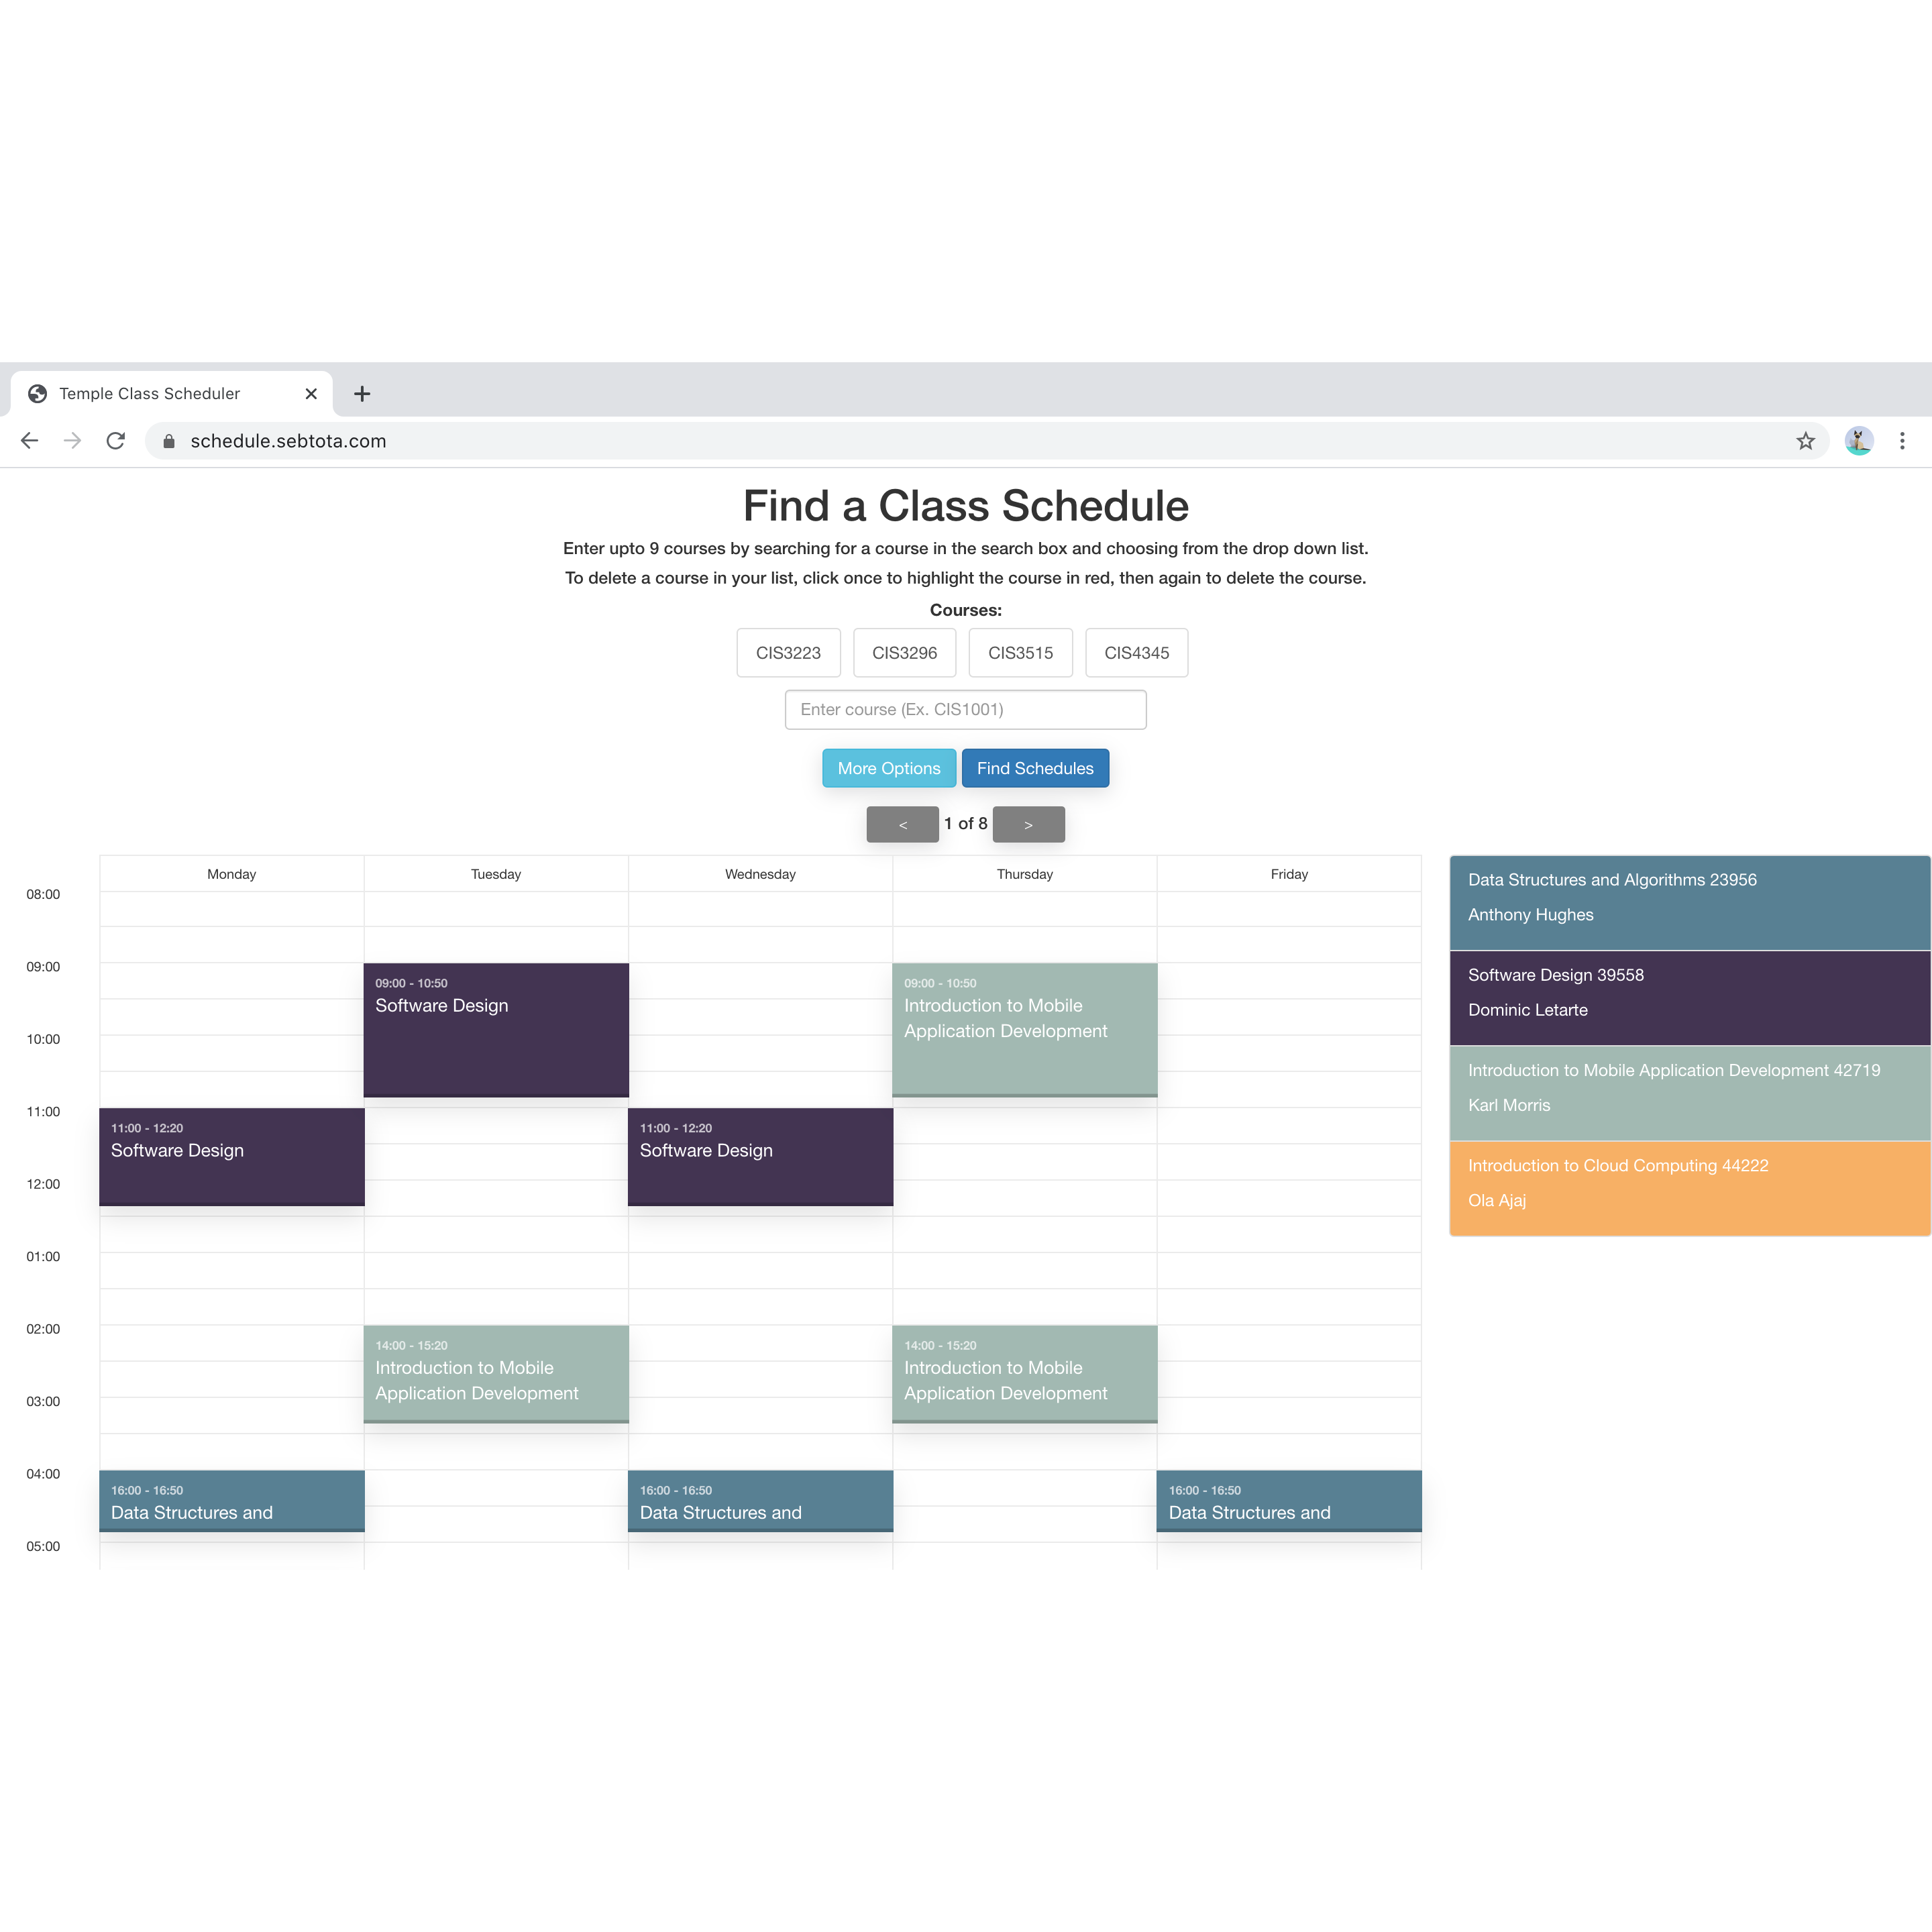 Temple Class Scheduler
schedule.sebtota.com
Find a Class Schedule
Enter upto 9 courses by searching for a course in the search box and choosing from the drop down list.
To delete a course in your list, click once to highlight the course in red, then again to delete the course.
Courses:
CIS3223 CIS3296 CIS3515 CIS4345
Enter course (Ex. CIS1001)
More Options Find Schedules
< 1 of 8 >
Monday Tuesday Wednesday Thursday Friday
08:00
09:00
09:00 - 10:50
Software Design
09:00 - 10:50
Introduction to Mobile
Application Development
10:00
11:00
11:00 - 12:20
Software Design
11:00 - 12:20
Software Design
12:00
01:00
02:00
14:00 - 15:20
Introduction to Mobile
Application Development
14:00 - 15:20
Introduction to Mobile
Application Development
03:00
04:00
16:00 - 16:50
Data Structures and
16:00 - 16:50
Data Structures and
16:00 - 16:50
Data Structures and
05:00
Data Structures and Algorithms 23956
Anthony Hughes
Software Design 39558
Dominic Letarte
Introduction to Mobile Application Development 42719
Karl Morris
Introduction to Cloud Computing 44222
Ola Ajaj